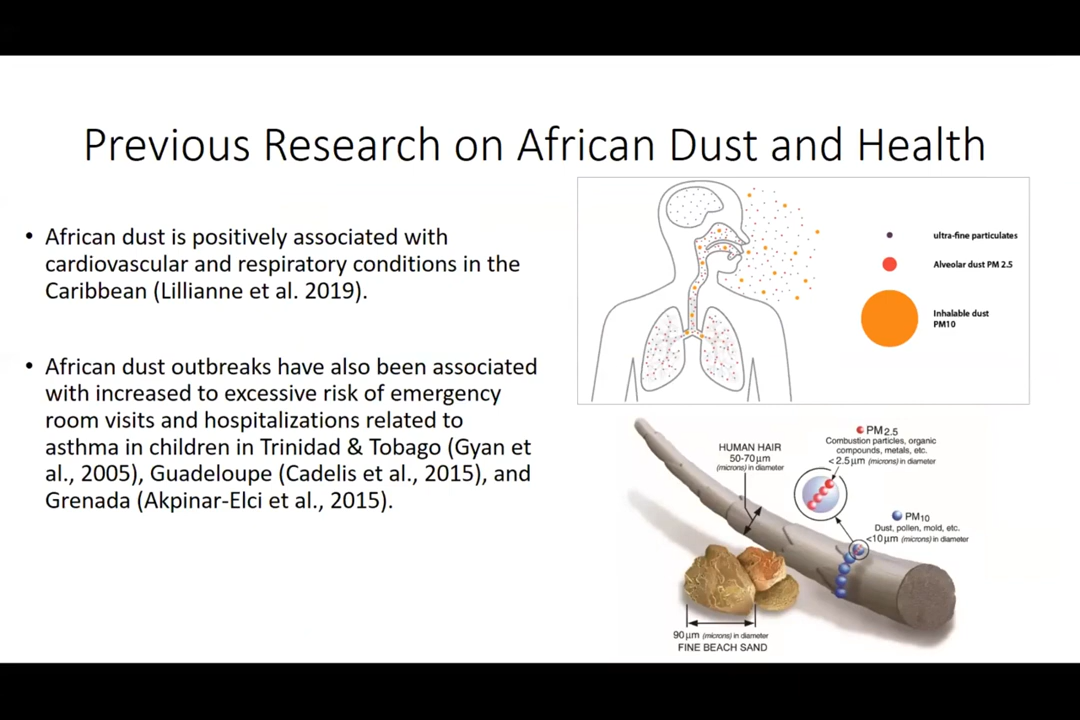 Previous Research on African Dust and Health
• African dust is positively associated with
cardiovascular and respiratory conditions in the
Caribbean (Lillianne et al. 2019).
• African dust outbreaks have also been associated
with increased to excessive risk of emergency
room visits and hospitalizations related to
asthma in children in Trinidad & Tobago (Gyan et
al., 2005), Guadeloupe (Cadelis et al., 2015), and
Grenada (Akpinar-Elci et al., 2015).
ultra-fine particulates
Alveolar dust PM 2.5
Inhalable dust
PM10
HUMAN HAIR
50-70μm
(microns) in diameter
PM2.5
Combustion particles, organic
compounds, metals, etc.
<2.5μm (microns) in diameter
PM10
Dust, pollen, mold, etc.
<10μm (microns) in diameter
90μm (microns) in diameter
FINE BEACH SAND